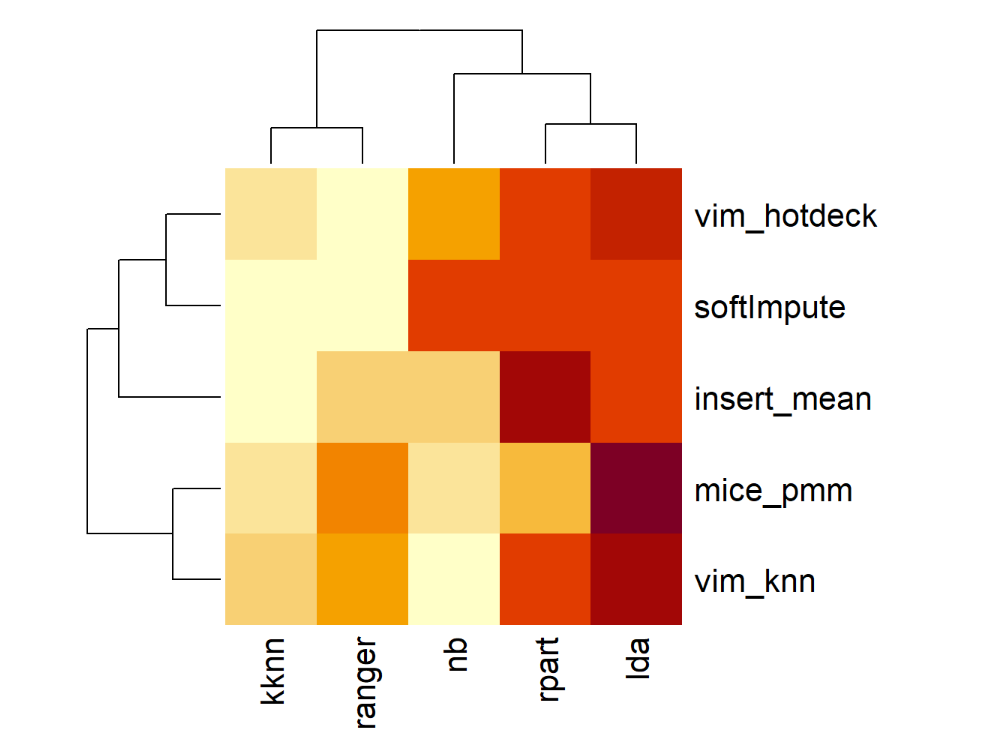 vim_hotdeck
softImpute
insert_mean
mice_pmm
vim_knn
kknn
ranger
nb
rpart
lda